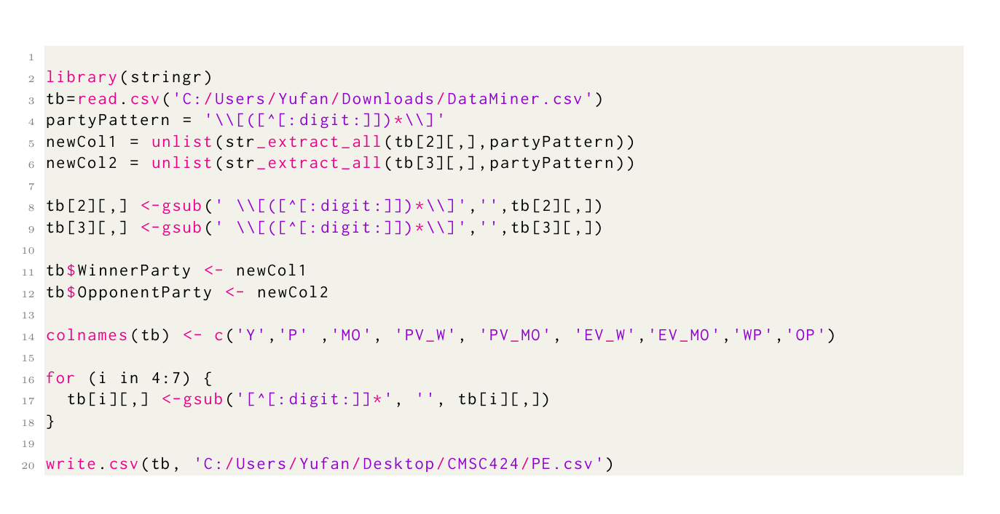 1
2 library(stringr)
3 tb=read.csv('C:/Users/Yufan/Downloads/DataMiner.csv')
4 partyPattern = '\\[([^[:digit:]])*\\]'
5 newCol1 = unlist(str_extract_all(tb[2][,],partyPattern))
6 newCol2 = unlist(str_extract_all(tb[3][,],partyPattern))
7
8 tb[2][,] <-gsub(' \\[([^[:digit:]])*\\]','',tb[2][,])
9 tb[3][,] <-gsub(' \\[([^[:digit:]])*\\]','',tb[3][,])
10
11 tb$WinnerParty <- newCol1
12 tb$OpponentParty <- newCol2
13
14 colnames(tb) <- c('Y','P' ,'MO', 'PV_W', 'PV_MO', 'EV_W','EV_MO','WP','OP')
15
16 for (i in 4:7) {
17   tb[i][,] <-gsub('[^[:digit:]]*', '', tb[i][,])
18 }
19
20 write.csv(tb, 'C:/Users/Yufan/Desktop/CMSC424/PE.csv')